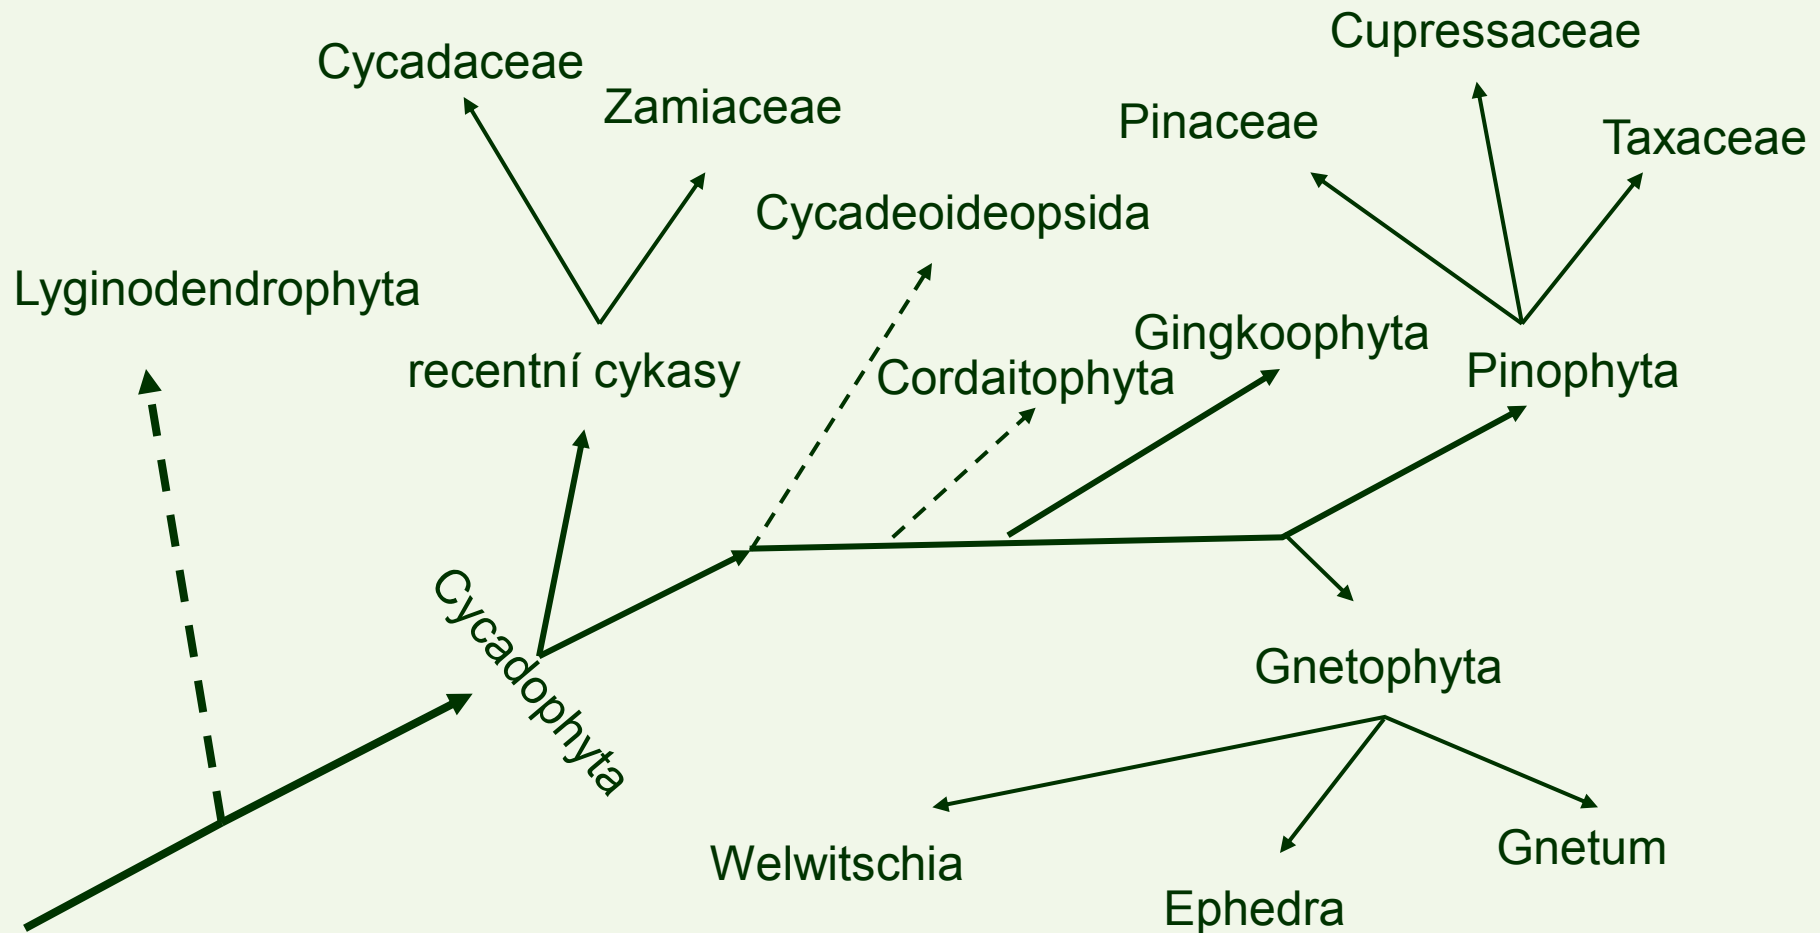 Cupressaceae
Cycadaceae
Zamiaceae
Pinaceae
Taxaceae
Cycadeoideopsida
Lyginodendrophyta
Gingkoophyta
recentní cykasy
Cordaitophyta
Pinophyta
Cycadophyta
Gnetophyta
Welwitschia
Gnetum
Ephedra